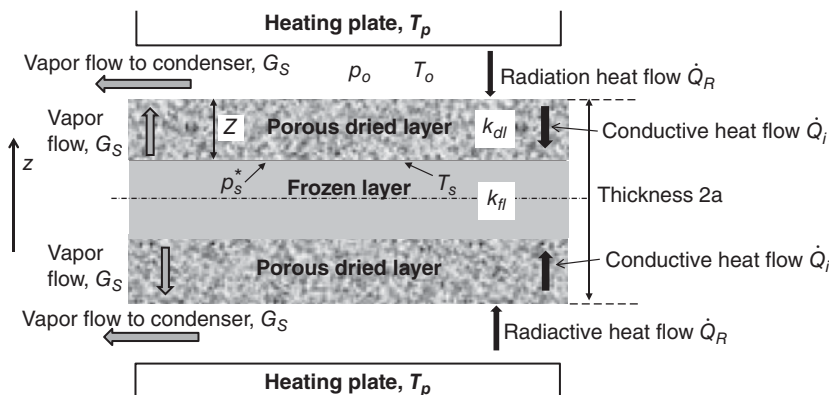 Heating plate, Tp
Vapor flow to condenser, GS
po
To
Radiation heat flow Q̇R
Vapor
flow, GS
Z
Porous dried layer
kdl
Conductive heat flow Q̇i
z
ps*
Frozen layer
Ts
kfl
Thickness 2a
Vapor
flow, GS
Porous dried layer
Conductive heat flow Q̇i
Vapor flow to condenser, GS
Radiactive heat flow Q̇R
Heating plate, Tp